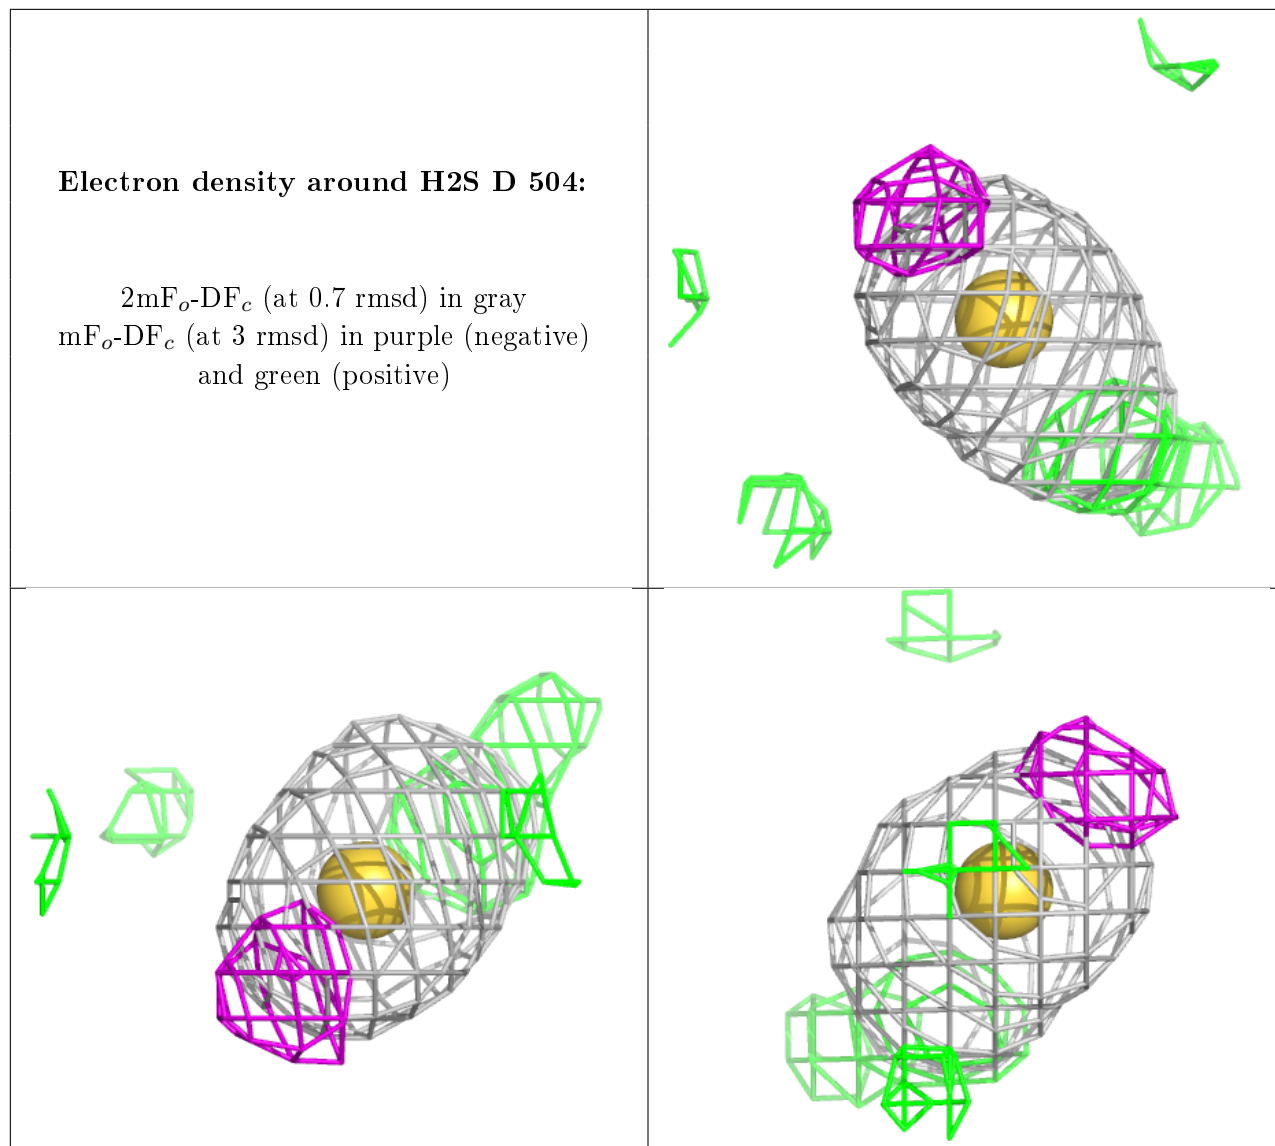 Electron density around H2S D 504:
2mFo-DFc (at 0.7 rmsd) in gray
mFo-DFc (at 3 rmsd) in purple (negative)
and green (positive)